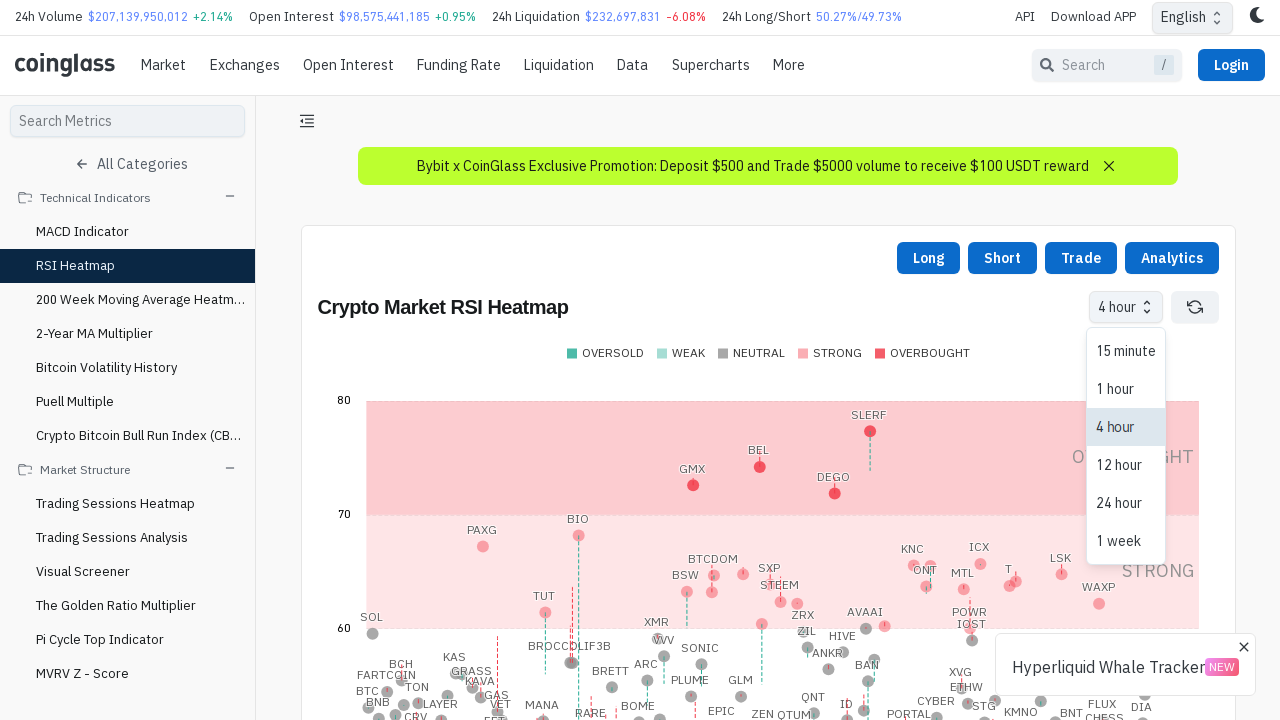 24h Volume $207,139,950,012 +2.14% Open Interest $98,575,441,185 +0.95% 24h Liquidation $232,697,831 -6.08% 24h Long/Short 50.27%/49.73% API Download APP English
coinglass Market Exchanges Open Interest Funding Rate Liquidation Data Supercharts More Search / Login
Search Metrics
All Categories
Technical Indicators
MACD Indicator
RSI Heatmap
200 Week Moving Average Heatm...
2-Year MA Multiplier
Bitcoin Volatility History
Puell Multiple
Crypto Bitcoin Bull Run Index (CB...
Market Structure
Trading Sessions Heatmap
Trading Sessions Analysis
Visual Screener
The Golden Ratio Multiplier
Pi Cycle Top Indicator
MVRV Z - Score
Bybit x CoinGlass Exclusive Promotion: Deposit $500 and Trade $5000 volume to receive $100 USDT reward
Long Short Trade Analytics
Crypto Market RSI Heatmap
4 hour
15 minute
1 hour
4 hour
12 hour
24 hour
1 week
OVERSOLD WEAK NEUTRAL STRONG OVERBOUGHT
80
SLERF
BEL
GMX
DEGO
70
PAXG
BIO
STRONG
KNC
ICX
BTCDOM
SXP
BSW
ONT
MTL
T
LSK
STEEM
WAXP
TUT
60
SOL
XMR
ZRX
AVAAI
POWR
IOST
ZIL
HIVE
VVV
SONIC
ANKR
BAN
KAS
BCH
FARTCOIN
GRASS
KAVA
BRETT
ARC
PLUME
GLM
XVG
ETHW
BTC
TON
GAS
BNB
LAYER
VET
MANA
BOME
EPIC
QNT
CYBER
STG
FLUX
DIA
CRV
RARE
ZEN
QTUM
PORTAL
KMNO
BNT
CHESS
Hyperliquid Whale Tracker NEW